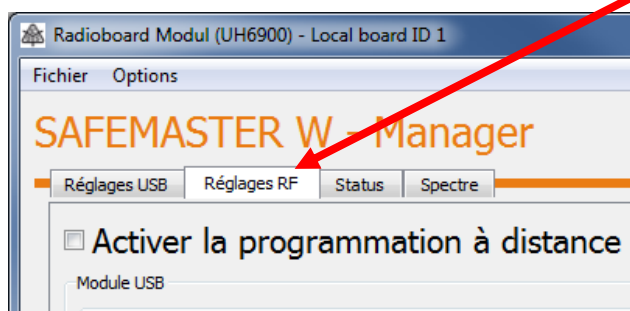 Radioboard Modul (UH6900) - Local board ID 1
Fichier Options
SAFEMASTER W - Manager
Réglages USB Réglages RF Status Spectre
Activer la programmation à distance
Module USB